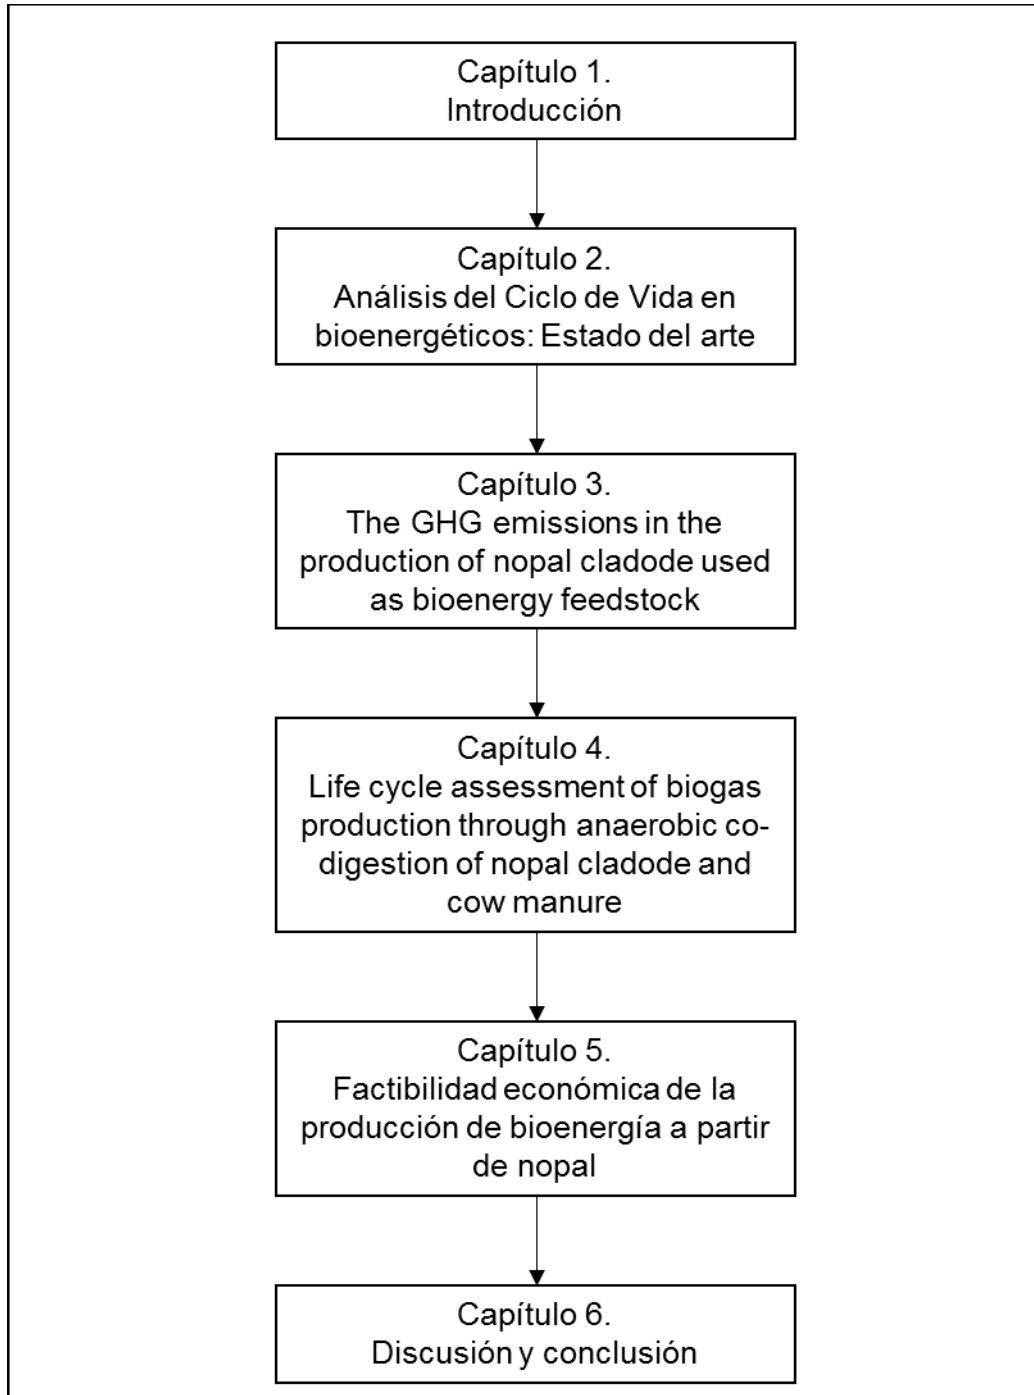 Capítulo 1.
Introducción
Capítulo 2.
Análisis del Ciclo de Vida en
bioenergéticos: Estado del arte
Capítulo 3.
The GHG emissions in the
production of nopal cladode used
as bioenergy feedstock
Capítulo 4.
Life cycle assessment of biogas
production through anaerobic co-
digestion of nopal cladode and
cow manure
Capítulo 5.
Factibilidad económica de la
producción de bioenergía a partir
de nopal
Capítulo 6.
Discusión y conclusión